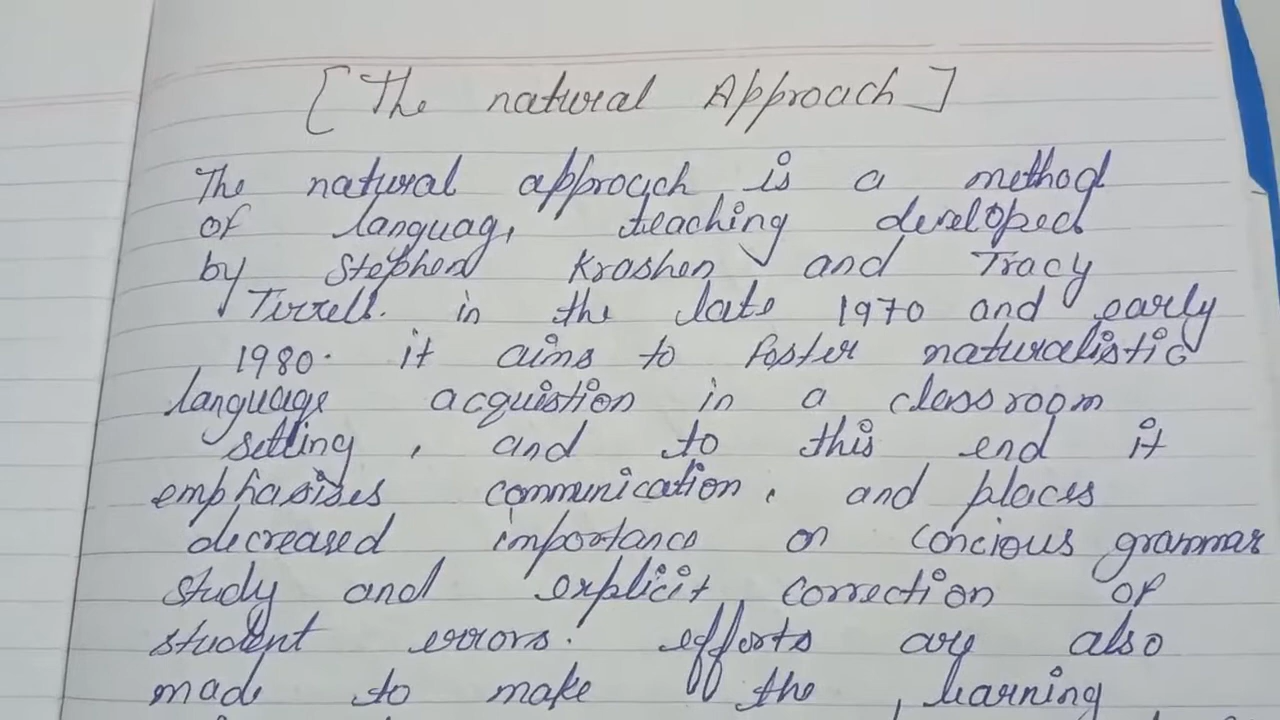 [The natural Approach]
The natural approach is a method
of languag, teaching developed
by Stephen Krashen and Tracy
Tirrell. in the late 1970 and early
1980. it aims to foster naturalistic
language acquistion in a classroom
setting, and to this end it
emphasises communication, and places
decreased importance on concious grammar
study and explicit correction of
student errors. efforts are also
made to make the learning